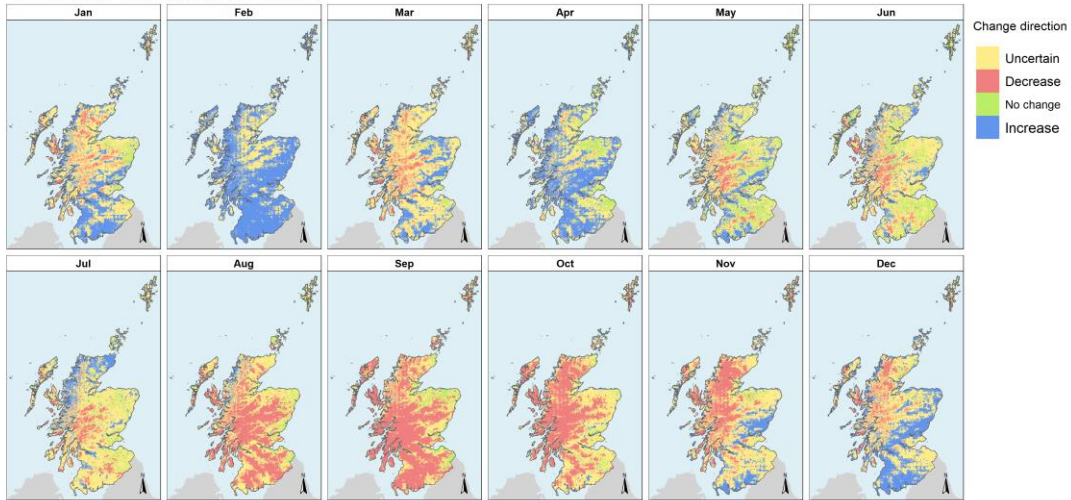 Jan Feb Mar Apr May Jun
Change direction
Uncertain
Decrease
No change
Increase
Jul Aug Sep Oct Nov Dec